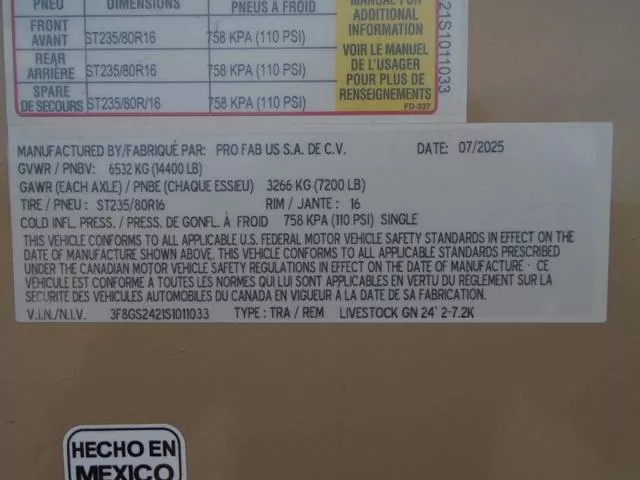 PNEU DIMENSIONS PNEUS A FROID
MANUAL FOR
ADDITIONAL
INFORMATION
VOIR LE MANUEL
DE L'USAGER
POUR PLUS DE
RENSEIGNEMENTS
FD-337
FRONT
AVANT ST235/80R16 758 KPA (110 PSI)
REAR
ARRIÈRE ST235/80R16 758 KPA (110 PSI)
SPARE
DE SECOURS ST235/80R/16 758 KPA (110 PSI)
21S1011033
MANUFACTURED BY/FABRIQUÉ PAR: PRO FAB US S.A. DE C.V. DATE: 07/2025
GVWR / PNBV: 6532 KG (14400 LB)
GAWR (EACH AXLE) / PNBE (CHAQUE ESSIEU) 3266 KG (7200 LB)
TIRE / PNEU : ST235/80R16 RIM / JANTE : 16
COLD INFL. PRESS. / PRESS. DE GONFL. À FROID 758 KPA (110 PSI) SINGLE
THIS VEHICLE CONFORMS TO ALL APPLICABLE U.S. FEDERAL MOTOR VEHICLE SAFETY STANDARDS IN EFFECT ON THE
DATE OF MANUFACTURE SHOWN ABOVE. THIS VEHICLE CONFORMS TO ALL APPLICABLE STANDARDS PRESCRIBED
UNDER THE CANADIAN MOTOR VEHICLE SAFETY REGULATIONS IN EFFECT ON THE DATE OF MANUFACTURE · CE
VÉHICULE EST CONFORME À TOUTES LES NORMES QUI LUI SONT APPLICABLES EN VERTU DU RÈGLEMENT SUR LA
SÉCURITÉ DES VÉHICULES AUTOMOBILES DU CANADA EN VIGUEUR À LA DATE DE SA FABRICATION.
V.I.N./N.I.V. 3F8GS2421S1011033 TYPE : TRA / REM LIVESTOCK GN 24' 2-7.2K
HECHO EN
MEXICO